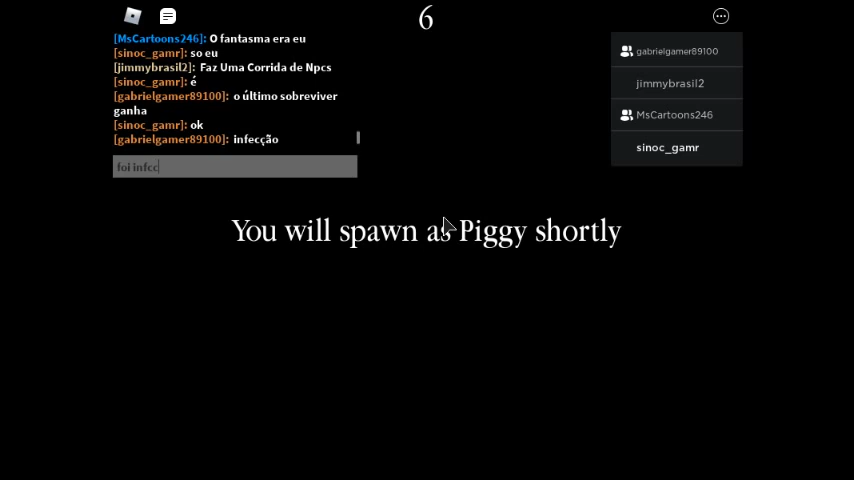 6
[MsCartoons246]: O fantasma era eu
[sinoc_gamr]: so eu
[jimmybrasil2]: Faz Uma Corrida de Npcs
[sinoc_gamr]: é
[gabrielgamer89100]: o último sobreviver
ganha
[sinoc_gamr]: ok
[gabrielgamer89100]: infecção
foi infcc
gabrielgamer89100
jimmybrasil2
MsCartoons246
sinoc_gamr
You will spawn as Piggy shortly